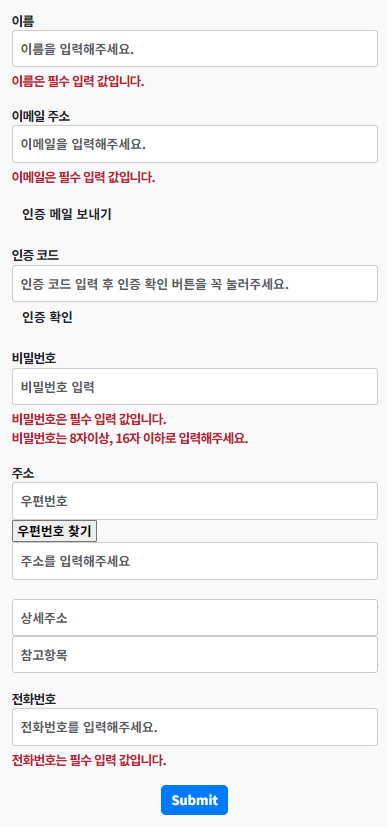 이름
이름을 입력해주세요.
이름은 필수 입력 값입니다.
이메일 주소
이메일을 입력해주세요.
이메일은 필수 입력 값입니다.
인증 메일 보내기
인증 코드
인증 코드 입력 후 인증 확인 버튼을 꼭 눌러주세요.
인증 확인
비밀번호
비밀번호 입력
비밀번호은 필수 입력 값입니다.
비밀번호는 8자이상, 16자 이하로 입력해주세요.
주소
우편번호
우편번호 찾기
주소를 입력해주세요
상세주소
참고항목
전화번호
전화번호를 입력해주세요.
전화번호는 필수 입력 값입니다.
Submit